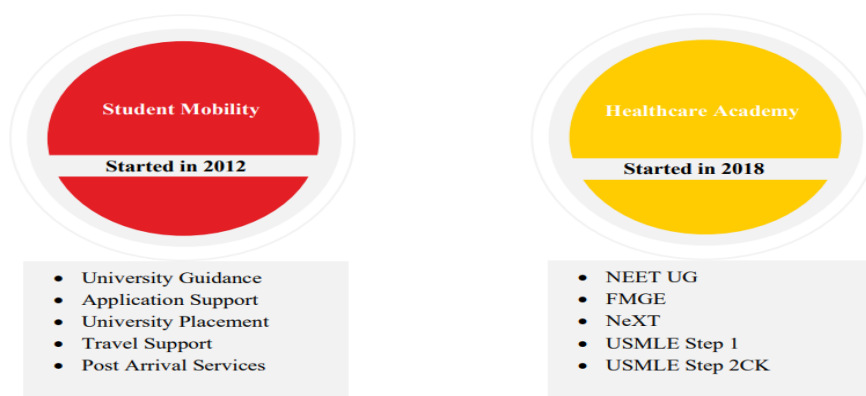 Student Mobility
Started in 2012
• University Guidance
• Application Support
• University Placement
• Travel Support
• Post Arrival Services
Healthcare Academy
Started in 2018
• NEET UG
• FMGE
• NeXT
• USMLE Step 1
• USMLE Step 2CK